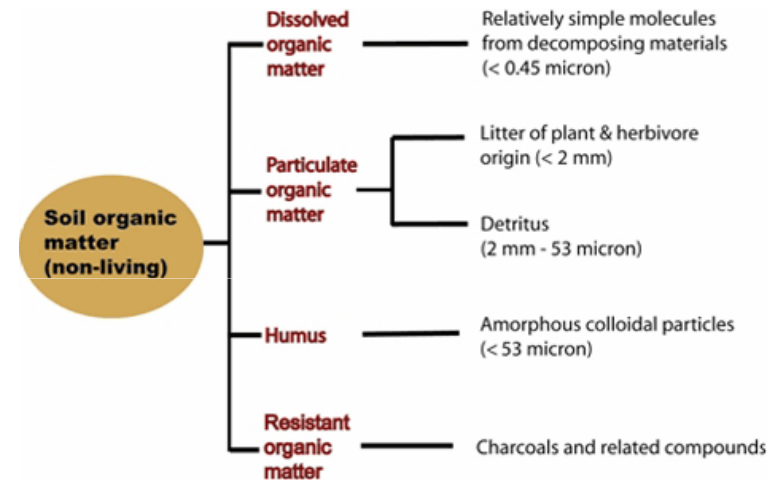 Soil organic
matter
(non-living)
Dissolved
organic
matter
Relatively simple molecules
from decomposing materials
(< 0.45 micron)
Particulate
organic
matter
Litter of plant & herbivore
origin (< 2 mm)
Detritus
(2 mm - 53 micron)
Humus
Amorphous colloidal particles
(< 53 micron)
Resistant
organic
matter
Charcoals and related compounds